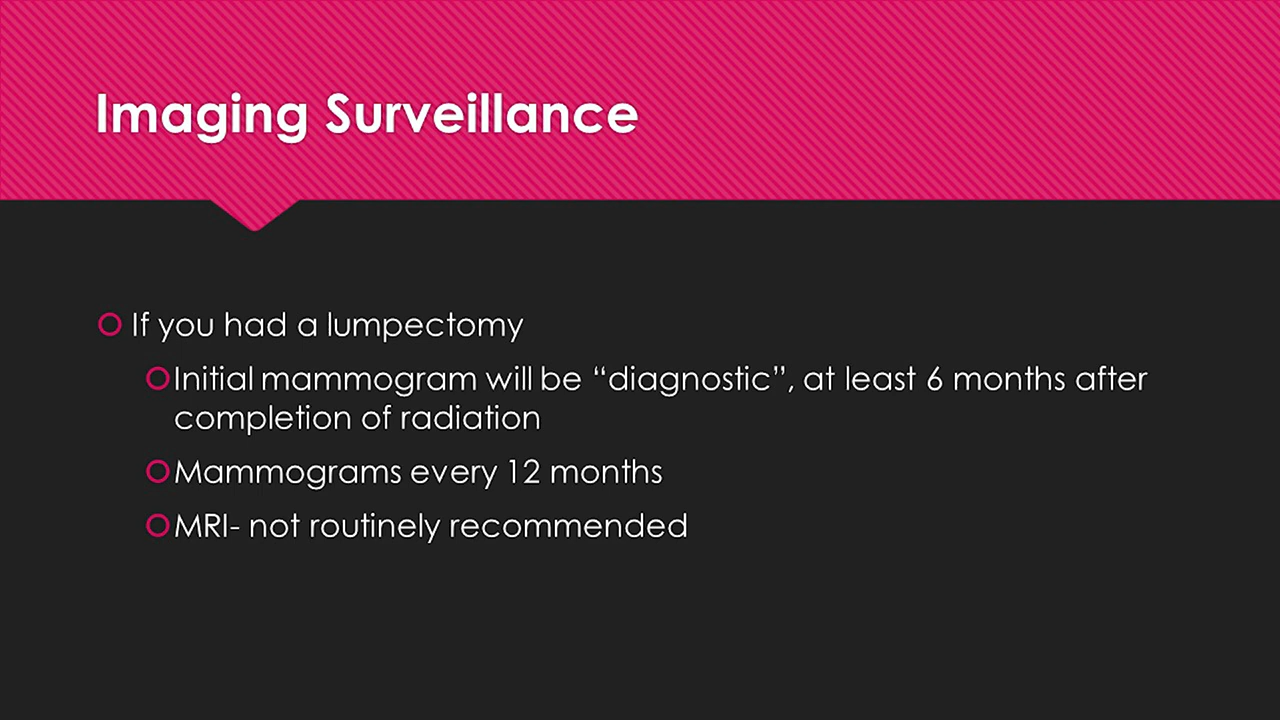 Imaging Surveillance
If you had a lumpectomy
Initial mammogram will be “diagnostic”, at least 6 months after
completion of radiation
Mammograms every 12 months
MRI- not routinely recommended